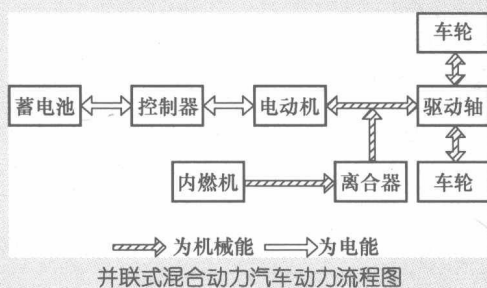 车轮
蓄电池 控制器 电动机 驱动轴
内燃机 离合器 车轮
为机械能 为电能
并联式混合动力汽车动力流程图